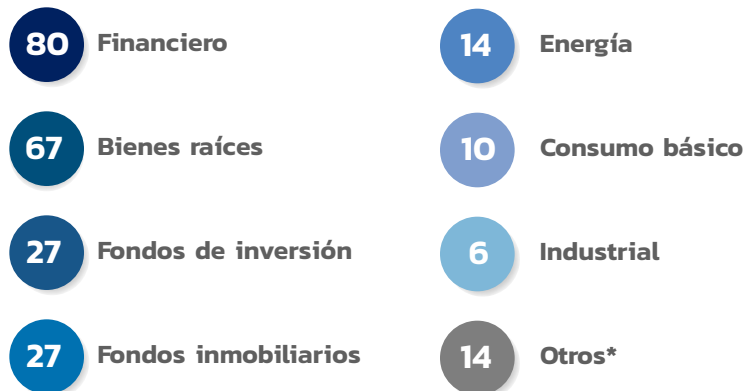 80 Financiero
67 Bienes raíces
27 Fondos de inversión
27 Fondos inmobiliarios
14 Energía
10 Consumo básico
6 Industrial
14 Otros*